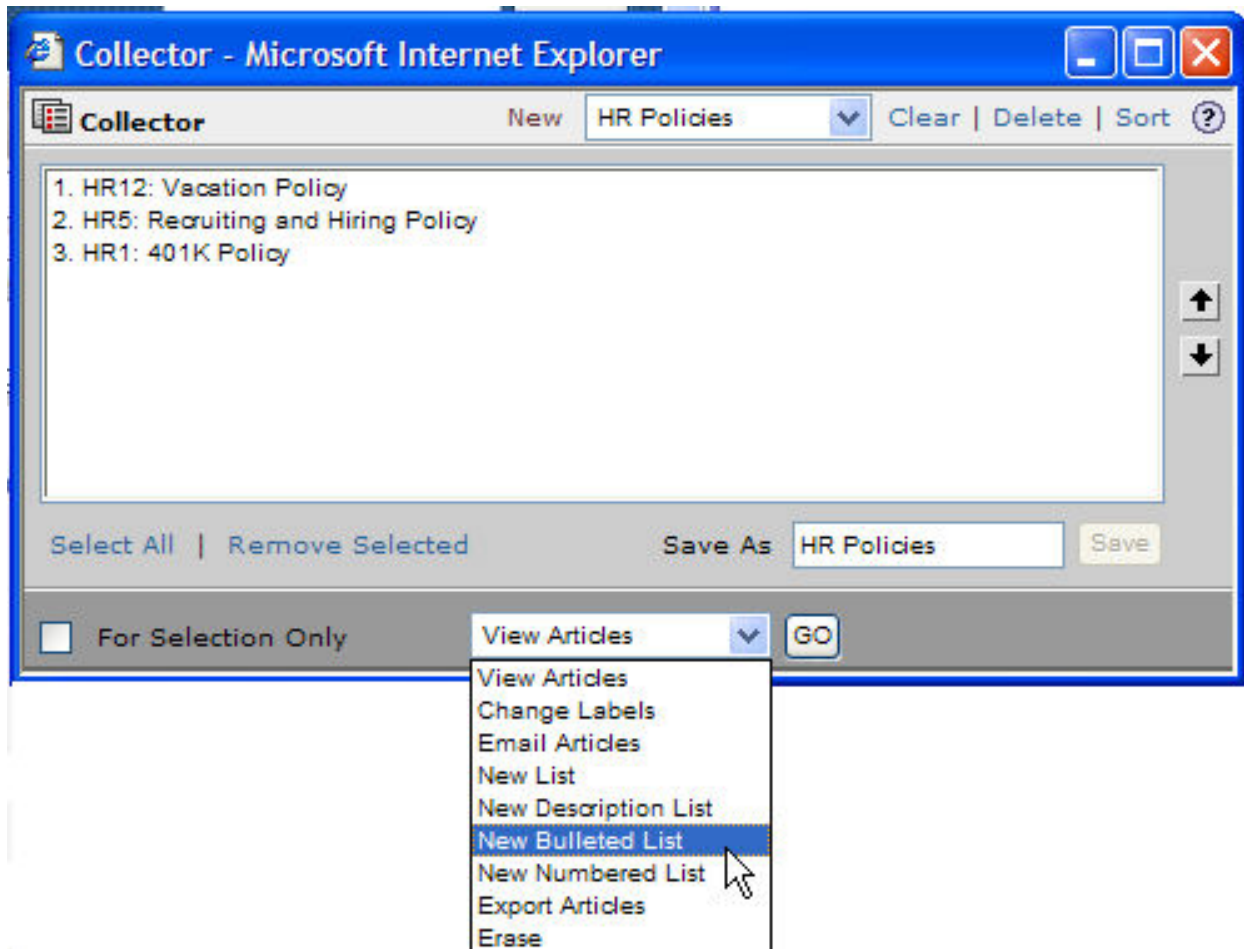 Collector - Microsoft Internet Explorer
Collector New HR Policies Clear | Delete | Sort ?
1. HR12: Vacation Policy
2. HR5: Recruiting and Hiring Policy
3. HR1: 401K Policy
Select All | Remove Selected Save As HR Policies Save
For Selection Only View Articles GO
View Articles
Change Labels
Email Articles
New List
New Description List
New Bulleted List
New Numbered List
Export Articles
Erase